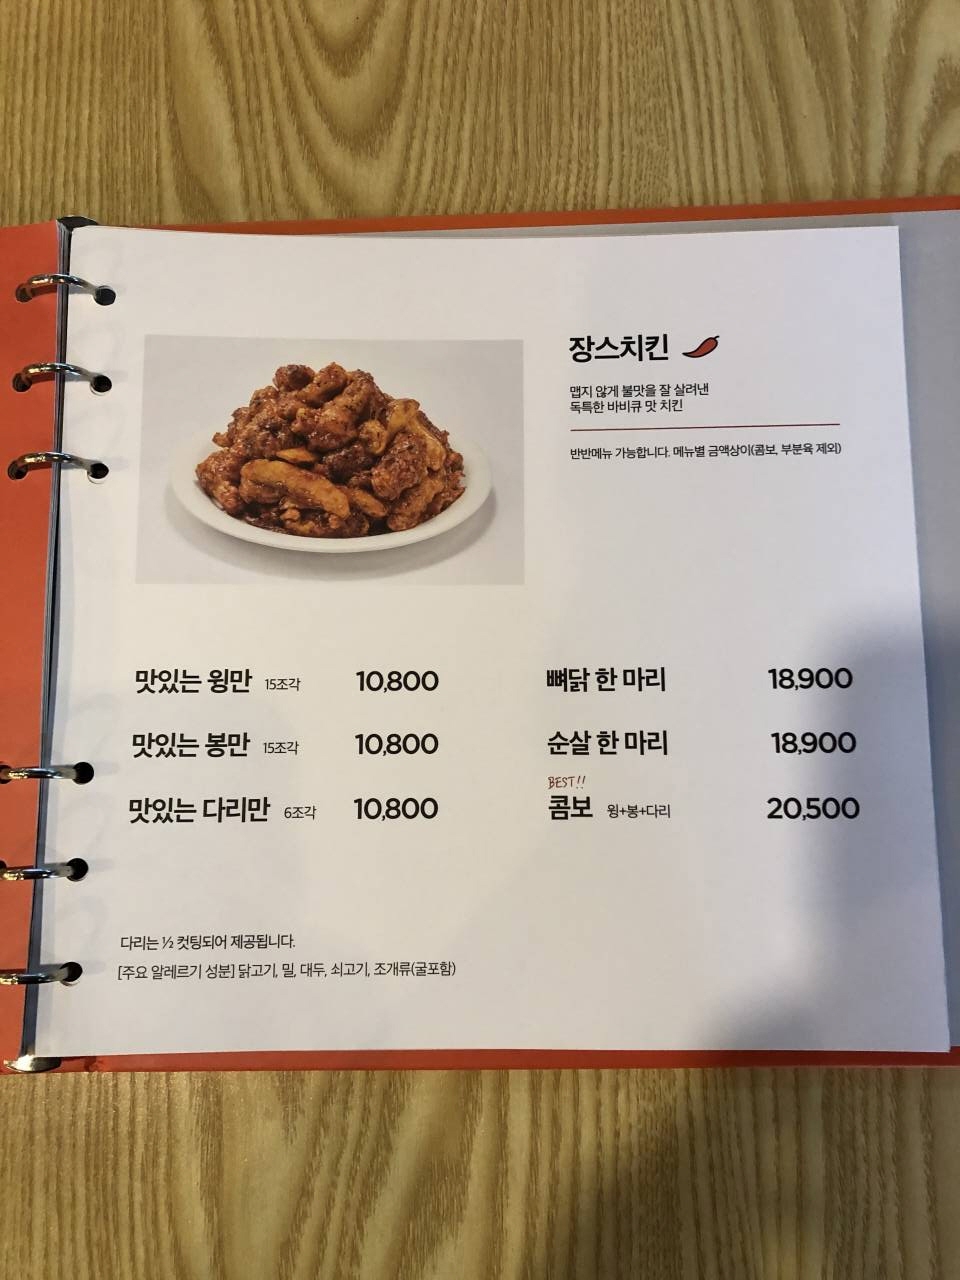 장스치킨
맵지 않게 불맛을 잘 살려낸
독특한 바비큐 맛 치킨
반반메뉴 가능합니다. 메뉴별 금액상이(콤보, 부분육 제외)
맛있는 윙만 15조각 10,800
맛있는 봉만 15조각 10,800
맛있는 다리만 6조각 10,800
뼈닭 한 마리 18,900
순살 한 마리 18,900
BEST!!
콤보 윙+봉+다리 20,500
다리는 ½ 컷팅되어 제공됩니다.
[주요 알레르기 성분] 닭고기, 밀, 대두, 쇠고기, 조개류(굴포함)